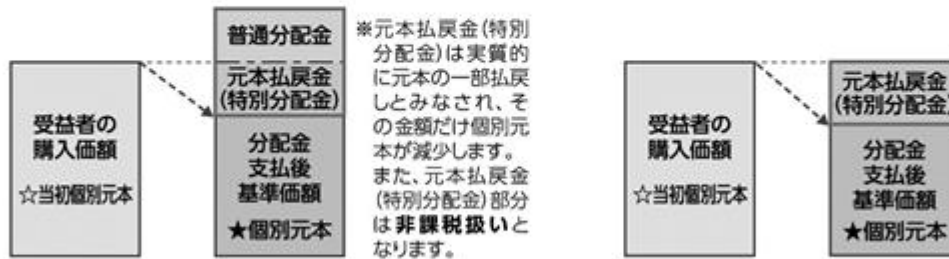 普通分配金
元本払戻金
(特別分配金)
受益者の
購入価額
☆当初個別元本
分配金
支払後
基準価額
★個別元本
※元本払戻金(特別
分配金)は実質的
に元本の一部払戻
しとみなされ、そ
の金額だけ個別元
本が減少します。
また、元本払戻金
(特別分配金)部分
は非課税扱いと
なります。
元本払戻金
(特別分配金
受益者の
購入価額
☆当初個別元本
分配金
支払後
基準価額
★個別元本